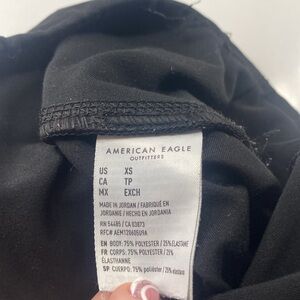 AMERICAN EAGLE
OUTFITTERS
US XS
CA TP
MX EXCH
MADE IN JORDAN / FABRIQUÉ EN
JORDANIE / HECHO EN JORDANIA
RN# 54485 / CA 03873
RFC# AEM120605U9A
EN BODY: 75% POLYESTER / 25% ELASTANE
FR CORPS: 75% POLYESTER / 25%
ÉLASTHANNE
SP CUERPO: 75% poliéster / 25% elastano